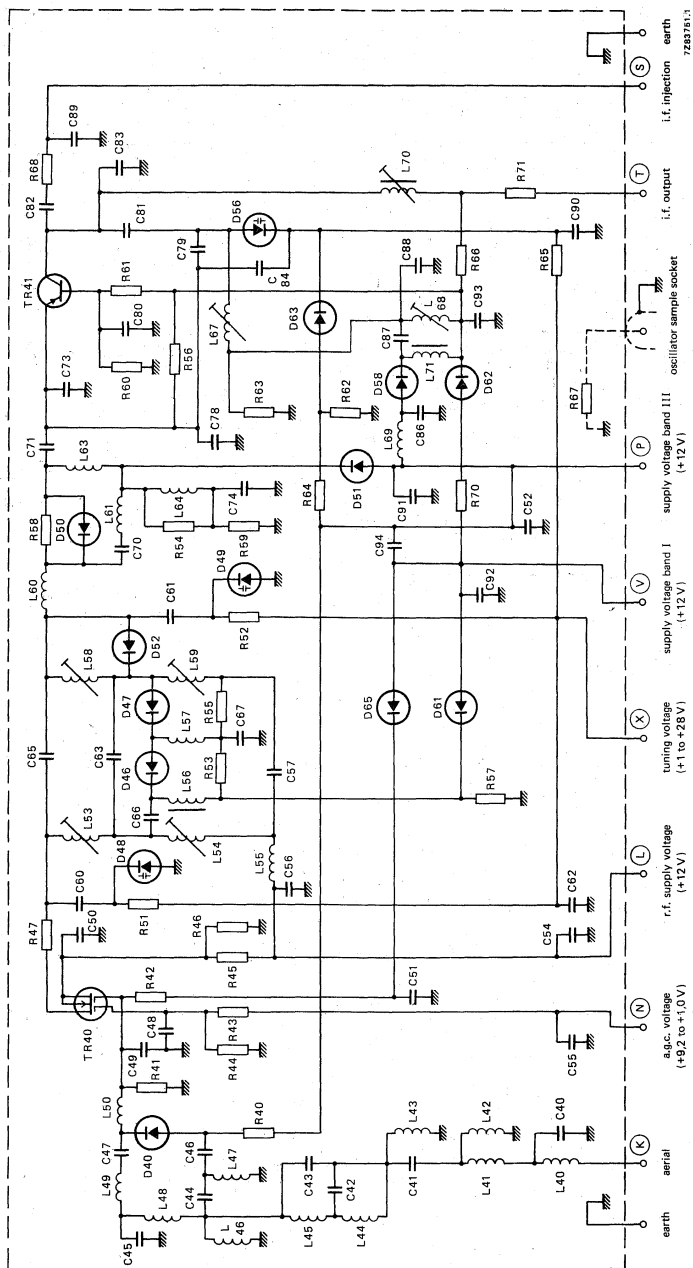 7Z83751.1
earth
S
i.f. injection
T
i.f. output
oscillator sample socket
P
supply voltage band III
(+12 V)
V
supply voltage band I
(+12 V)
X
tuning voltage
(+1 to +28 V)
L
r.f. supply voltage
(+12 V)
N
a.g.c. voltage
(+9,2 to +1,0 V)
K
aerial
earth
C89
R68
C83
C82
L70
R71
C81
D56
C90
C79
C84
C88
R66
R65
TR41
R61
D63
L68
C93
C80
L67
C87
R56
L71
R60
C73
R63
R62
D58
D62
R67
C78
L69
C86
C71
L63
D51
R64
C91
R70
C52
L64
C74
L61
R58
D50
R54
R59
C94
C70
D49
C92
L60
C61
R52
D52
L58
L59
D47
R55
D65
D61
L57
C67
C65
C63
D46
R53
C57
L56
R57
C66
L53
L54
D48
L55
C56
C60
R51
C62
R47
C50
R46
R45
C54
R42
C51
TR40
C48
R43
C49
R44
R41
C55
L50
D40
R40
C47
C46
L47
L43
L42
C40
L49
C44
C43
C41
L48
C42
L41
L40
C45
L46
L45
L44